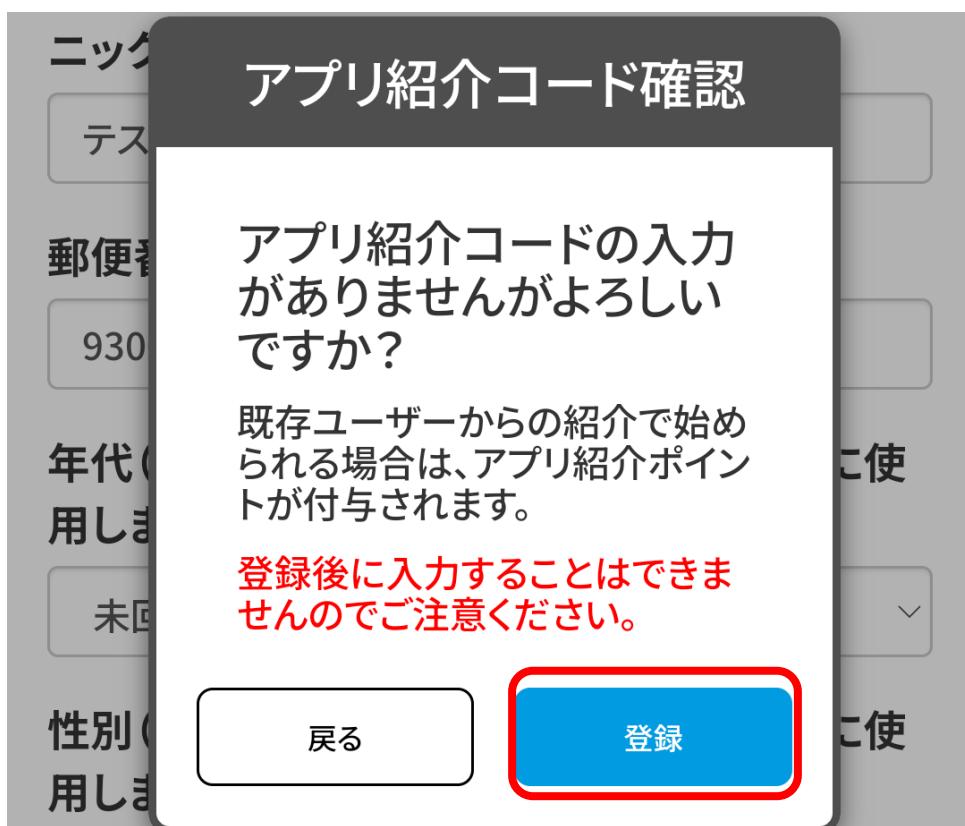 ニック
アプリ紹介コード確認
テス
アプリ紹介コードの入力
がありませんがよろしい
ですか?
郵便番
930
既存ユーザーからの紹介で始め
られる場合は、アプリ紹介ポイン
トが付与されます。
年代(
に使
用しま
登録後に入力することはできま
せんのでご注意ください。
未回
戻る
登録
性別(
に使
用しま